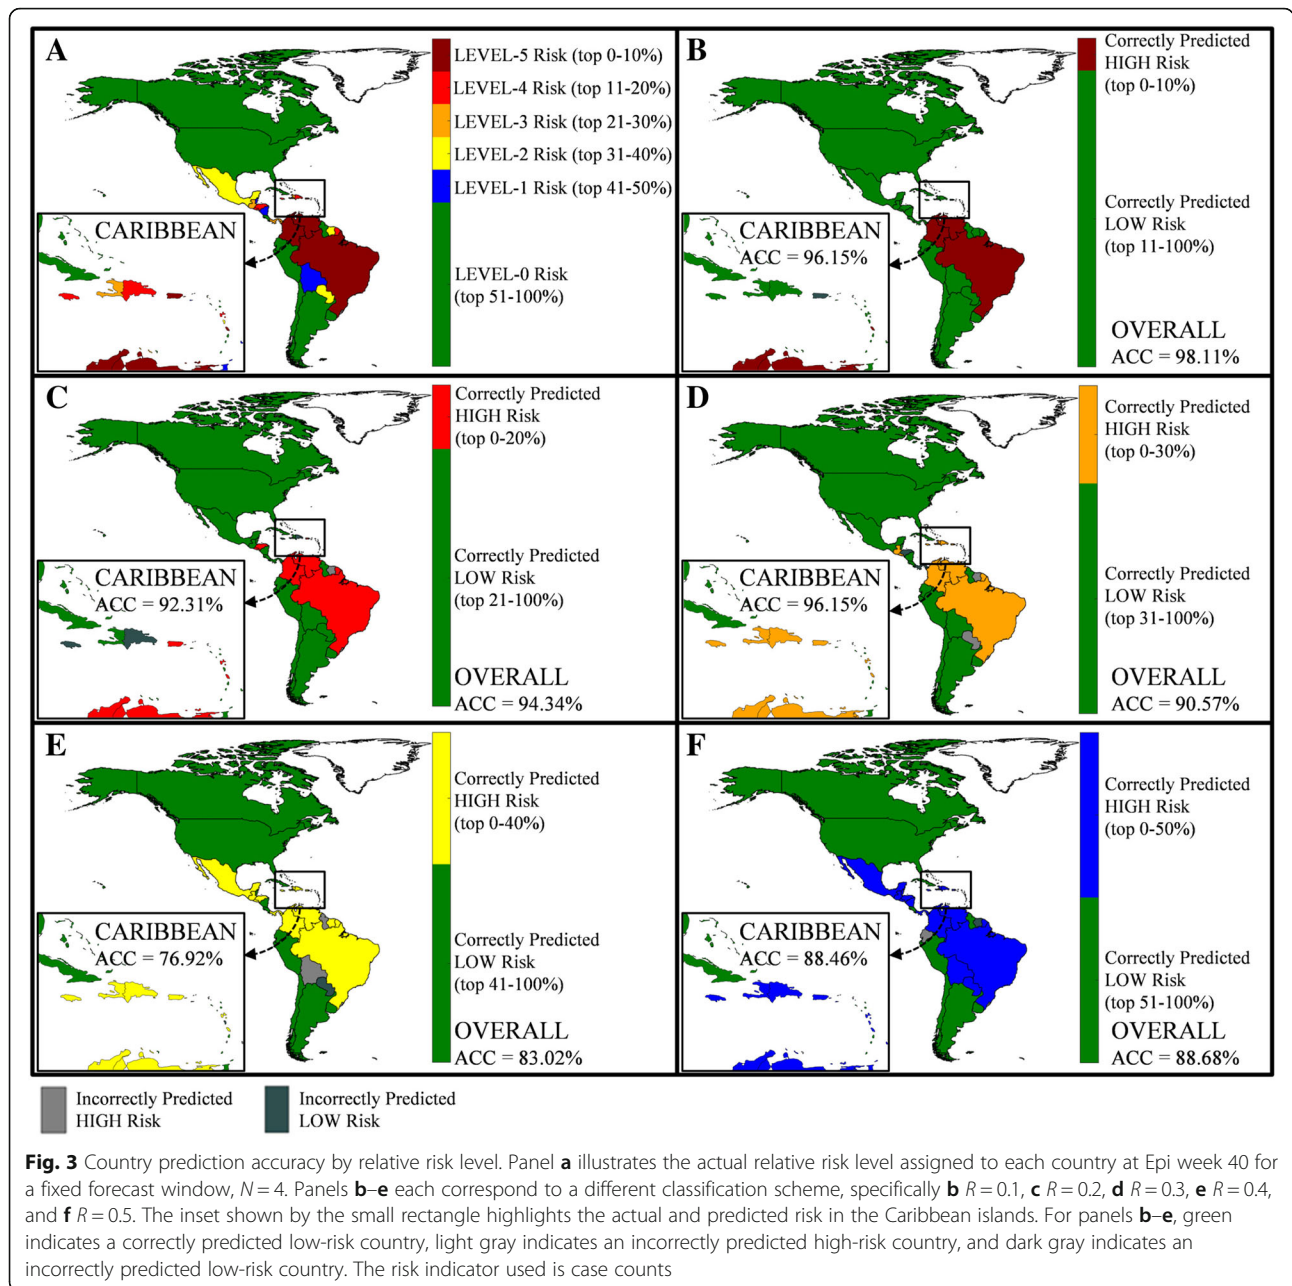 A
LEVEL-5 Risk (top 0-10%)
LEVEL-4 Risk (top 11-20%)
LEVEL-3 Risk (top 21-30%)
LEVEL-2 Risk (top 31-40%)
LEVEL-1 Risk (top 41-50%)
LEVEL-0 Risk
(top 51-100%)
CARIBBEAN
B
Correctly Predicted
HIGH Risk
(top 0-10%)
Correctly Predicted
LOW Risk
(top 11-100%)
CARIBBEAN
ACC = 96.15%
OVERALL
ACC = 98.11%
C
Correctly Predicted
HIGH Risk
(top 0-20%)
Correctly Predicted
LOW Risk
(top 21-100%)
CARIBBEAN
ACC = 92.31%
OVERALL
ACC = 94.34%
D
Correctly Predicted
HIGH Risk
(top 0-30%)
Correctly Predicted
LOW Risk
(top 31-100%)
CARIBBEAN
ACC = 96.15%
OVERALL
ACC = 90.57%
E
Correctly Predicted
HIGH Risk
(top 0-40%)
Correctly Predicted
LOW Risk
(top 41-100%)
CARIBBEAN
ACC = 76.92%
OVERALL
ACC = 83.02%
F
Correctly Predicted
HIGH Risk
(top 0-50%)
Correctly Predicted
LOW Risk
(top 51-100%)
CARIBBEAN
ACC = 88.46%
OVERALL
ACC = 88.68%
Incorrectly Predicted
HIGH Risk
Incorrectly Predicted
LOW Risk
Fig. 3 Country prediction accuracy by relative risk level. Panel a illustrates the actual relative risk level assigned to each country at Epi week 40 for
a fixed forecast window, N = 4. Panels b–e each correspond to a different classification scheme, specifically b R = 0.1, c R = 0.2, d R = 0.3, e R = 0.4,
and f R = 0.5. The inset shown by the small rectangle highlights the actual and predicted risk in the Caribbean islands. For panels b–e, green
indicates a correctly predicted low-risk country, light gray indicates an incorrectly predicted high-risk country, and dark gray indicates an
incorrectly predicted low-risk country. The risk indicator used is case counts